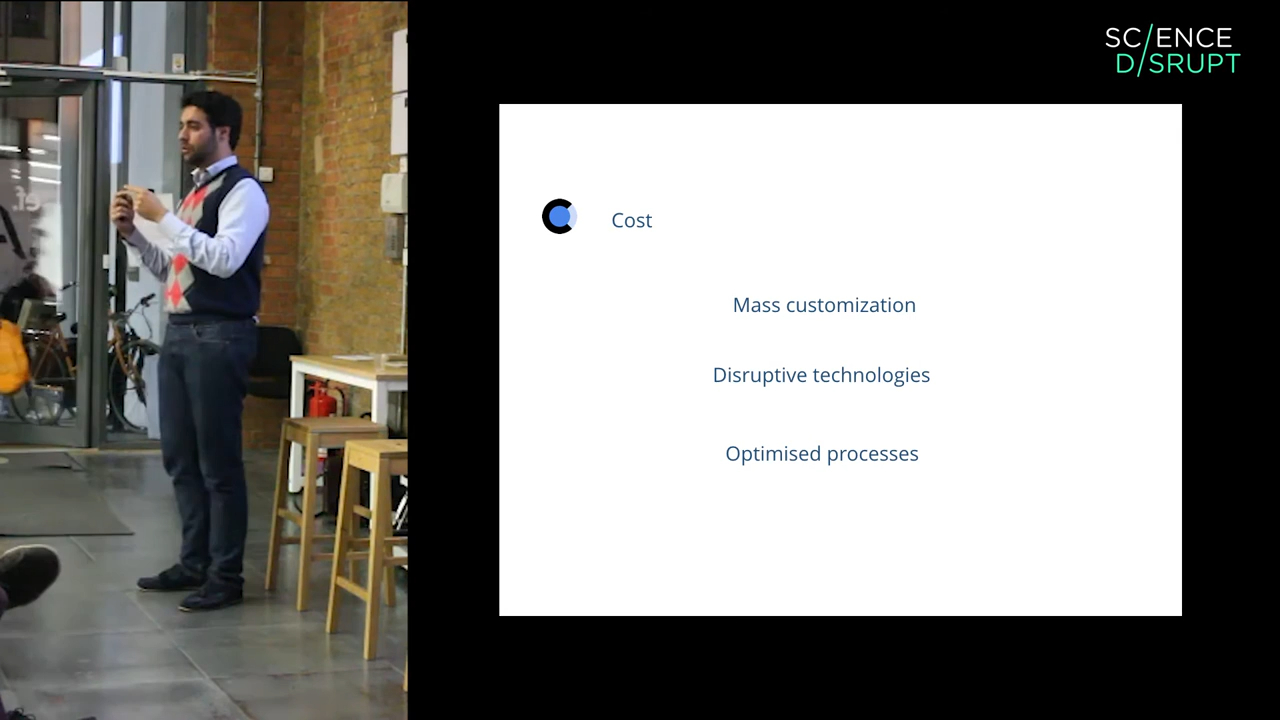 SC/ENCE
D/SRUPT
Cost
Mass customization
Disruptive technologies
Optimised processes